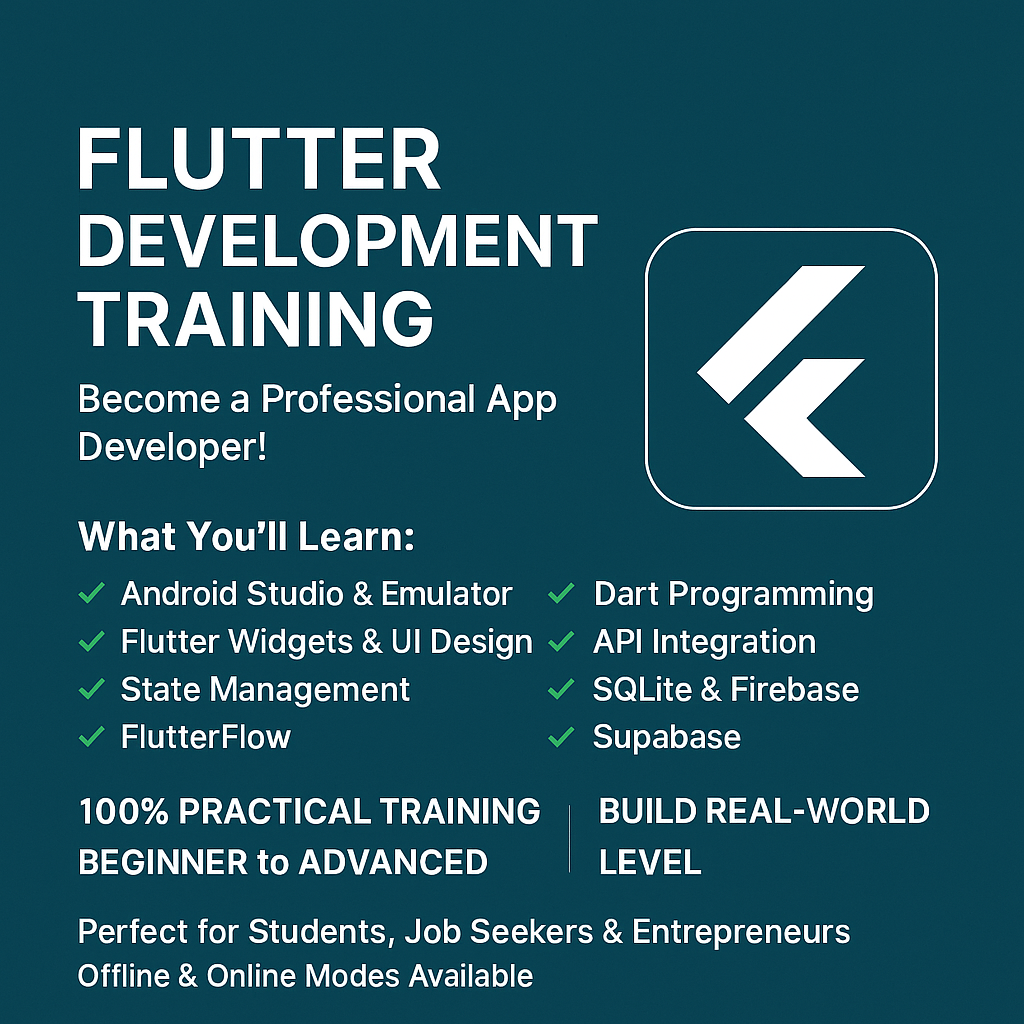 FLUTTER
DEVELOPMENT
TRAINING
Become a Professional App
Developer!
What You’ll Learn:
Android Studio & Emulator
Flutter Widgets & UI Design
State Management
FlutterFlow
Dart Programming
API Integration
SQLite & Firebase
Supabase
100% PRACTICAL TRAINING
BEGINNER to ADVANCED
BUILD REAL-WORLD
LEVEL
Perfect for Students, Job Seekers & Entrepreneurs
Offline & Online Modes Available